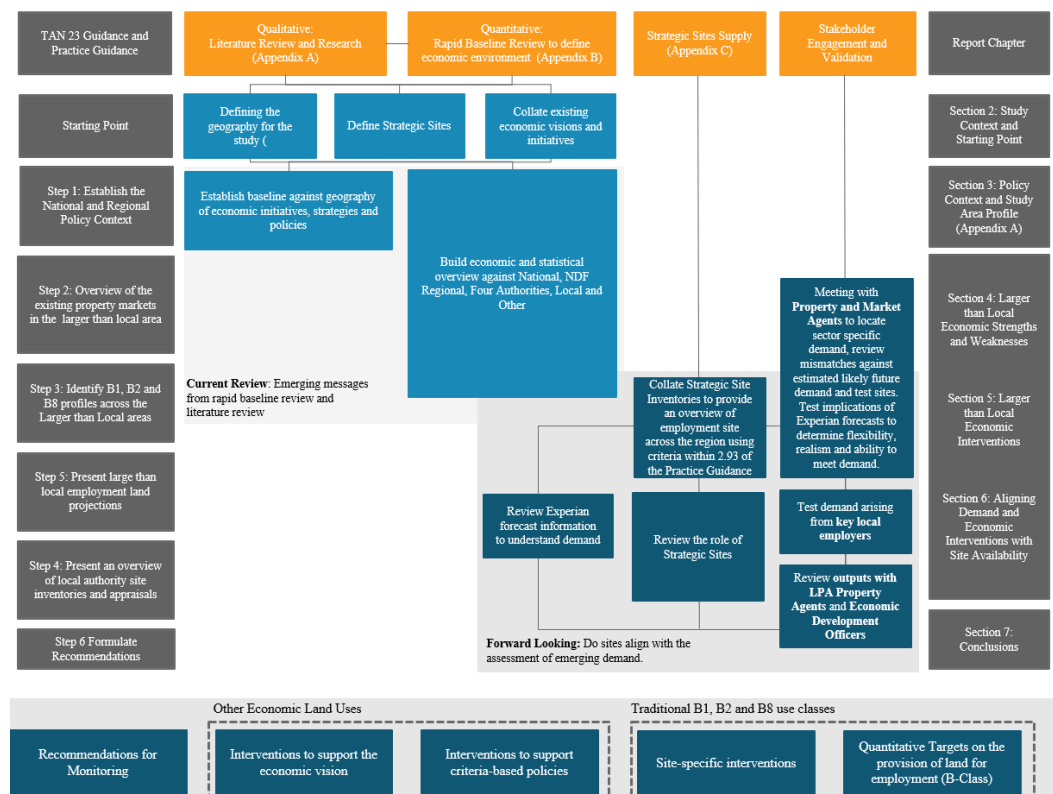 TAN 23 Guidance and
Practice Guidance
Qualitative:
Literature Review and Research
(Appendix A)
Quantitative:
Rapid Baseline Review to define
economic environment (Appendix B)
Strategic Sites Supply
(Appendix C)
Stakeholder
Engagement and
Validation
Report Chapter
Starting Point
Defining the
geography for the
study (
Define Strategic Sites
Collate existing
economic visions and
initiatives
Section 2: Study
Context and
Starting Point
Step 1: Establish the
National and Regional
Policy Context
Establish baseline against geography
of economic initiatives, strategies and
policies
Section 3: Policy
Context and Study
Area Profile
(Appendix A)
Build economic and statistical
overview against National, NDF
Regional, Four Authorities, Local and
Other
Step 2: Overview of the
existing property markets
in the larger than local area
Meeting with
Property and Market
Agents to locate
sector specific
demand, review
mismatches against
estimated likely future
demand and test sites.
Test implications of
Experian forecasts to
determine flexibility,
realism and ability to
meet demand.
Section 4: Larger
than Local
Economic Strengths
and Weaknesses
Step 3: Identify B1, B2 and
B8 profiles across the
Larger than Local areas
Current Review: Emerging messages
from rapid baseline review and
literature review
Collate Strategic Site
Inventories to provide
an overview of
employment site
across the region using
criteria within 2.93 of
the Practice Guidance
Section 5: Larger
than Local
Economic
Interventions
Step 5: Present large than
local employment land
projections
Review Experian
forecast information
to understand demand
Review the role of
Strategic Sites
Test demand arising
from key local
employers
Section 6: Aligning
Demand and
Economic
Interventions with
Site Availability
Step 4: Present an overview
of local authority site
inventories and appraisals
Review outputs with
LPA Property
Agents and Economic
Development
Officers
Step 6 Formulate
Recommendations
Forward Looking: Do sites align with the
assessment of emerging demand.
Section 7:
Conclusions
Other Economic Land Uses
Traditional B1, B2 and B8 use classes
Recommendations for
Monitoring
Interventions to support the
economic vision
Interventions to support
criteria-based policies
Site-specific interventions
Quantitative Targets on the
provision of land for
employment (B-Class)